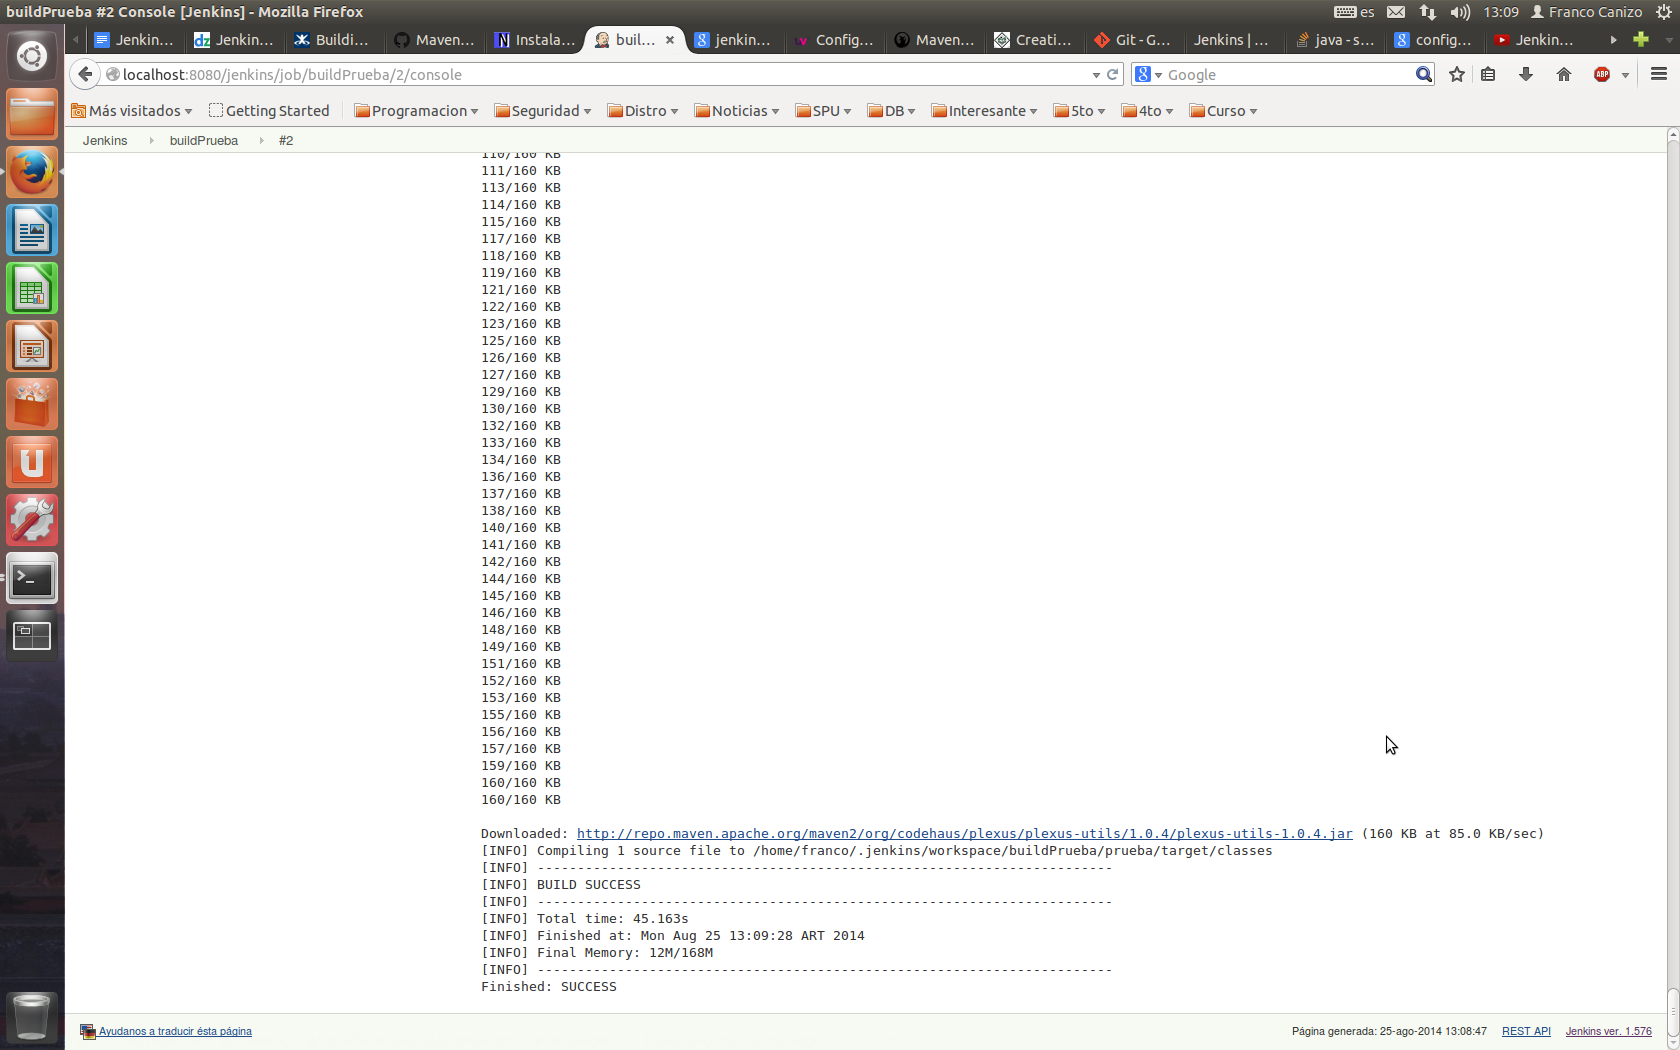 buildPrueba #2 Console [Jenkins] - Mozilla Firefox
es 13:09 Franco Canizo
Jenkin... Jenkin... Buildi... Maven... Instala... buil... jenkin... Config... Maven... Creati... Git - G... Jenkins | ... java - s... config... Jenkin...
localhost:8080/jenkins/job/buildPrueba/2/console Google
Más visitados Getting Started Programacion Seguridad Distro Noticias SPU DB Interesante 5to 4to Curso
Jenkins buildPrueba #2
110/160 KB
111/160 KB
113/160 KB
114/160 KB
115/160 KB
117/160 KB
118/160 KB
119/160 KB
121/160 KB
122/160 KB
123/160 KB
125/160 KB
126/160 KB
127/160 KB
129/160 KB
130/160 KB
132/160 KB
133/160 KB
134/160 KB
136/160 KB
137/160 KB
138/160 KB
140/160 KB
141/160 KB
142/160 KB
144/160 KB
145/160 KB
146/160 KB
148/160 KB
149/160 KB
151/160 KB
152/160 KB
153/160 KB
155/160 KB
156/160 KB
157/160 KB
159/160 KB
160/160 KB
160/160 KB
Downloaded: http://repo.maven.apache.org/maven2/org/codehaus/plexus/plexus-utils/1.0.4/plexus-utils-1.0.4.jar (160 KB at 85.0 KB/sec)
[INFO] Compiling 1 source file to /home/franco/.jenkins/workspace/buildPrueba/prueba/target/classes
[INFO] ------------------------------------------------------------------------
[INFO] BUILD SUCCESS
[INFO] ------------------------------------------------------------------------
[INFO] Total time: 45.163s
[INFO] Finished at: Mon Aug 25 13:09:28 ART 2014
[INFO] Final Memory: 12M/168M
[INFO] ------------------------------------------------------------------------
Finished: SUCCESS
Ayudanos a traducir ésta página Página generada: 25-ago-2014 13:08:47 REST API Jenkins ver. 1.576